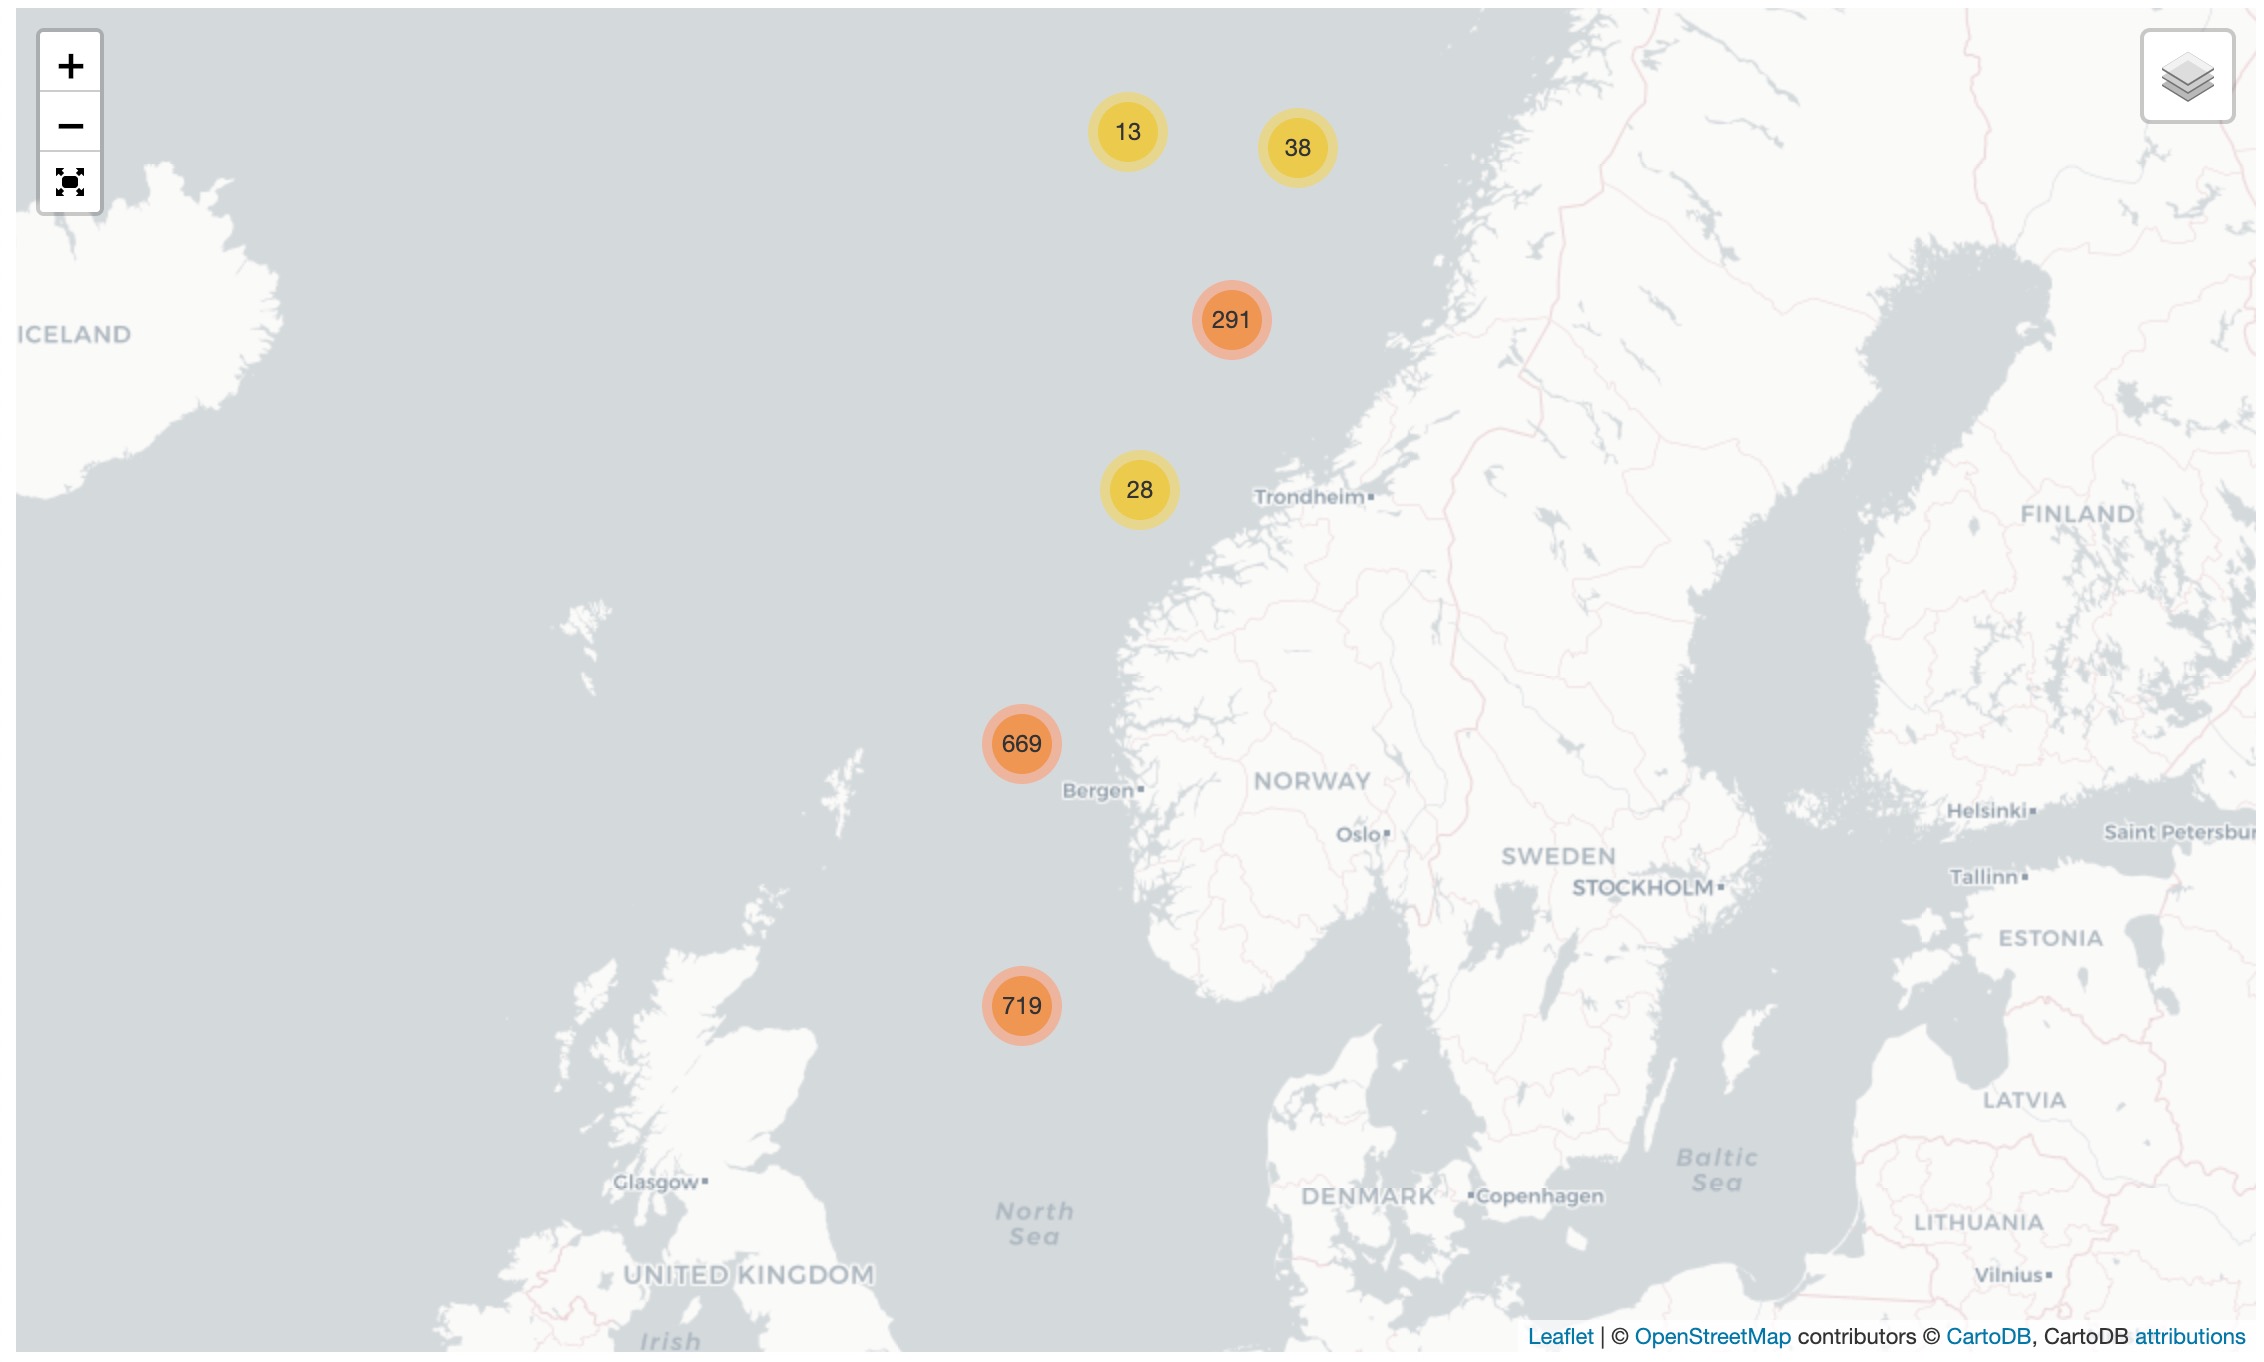 +
13
38
−
291
ICELAND
28
Trondheim
FINLAND
669
Bergen
NORWAY
Helsinki
Oslo
Saint Petersbur
SWEDEN
Tallinn
STOCKHOLM
ESTONIA
719
LATVIA
Baltic
Sea
Glasgow
DENMARK
Copenhagen
North
Sea
LITHUANIA
UNITED KINGDOM
Vilnius
Irish
Leaflet | © OpenStreetMap contributors © CartoDB, CartoDB attributions